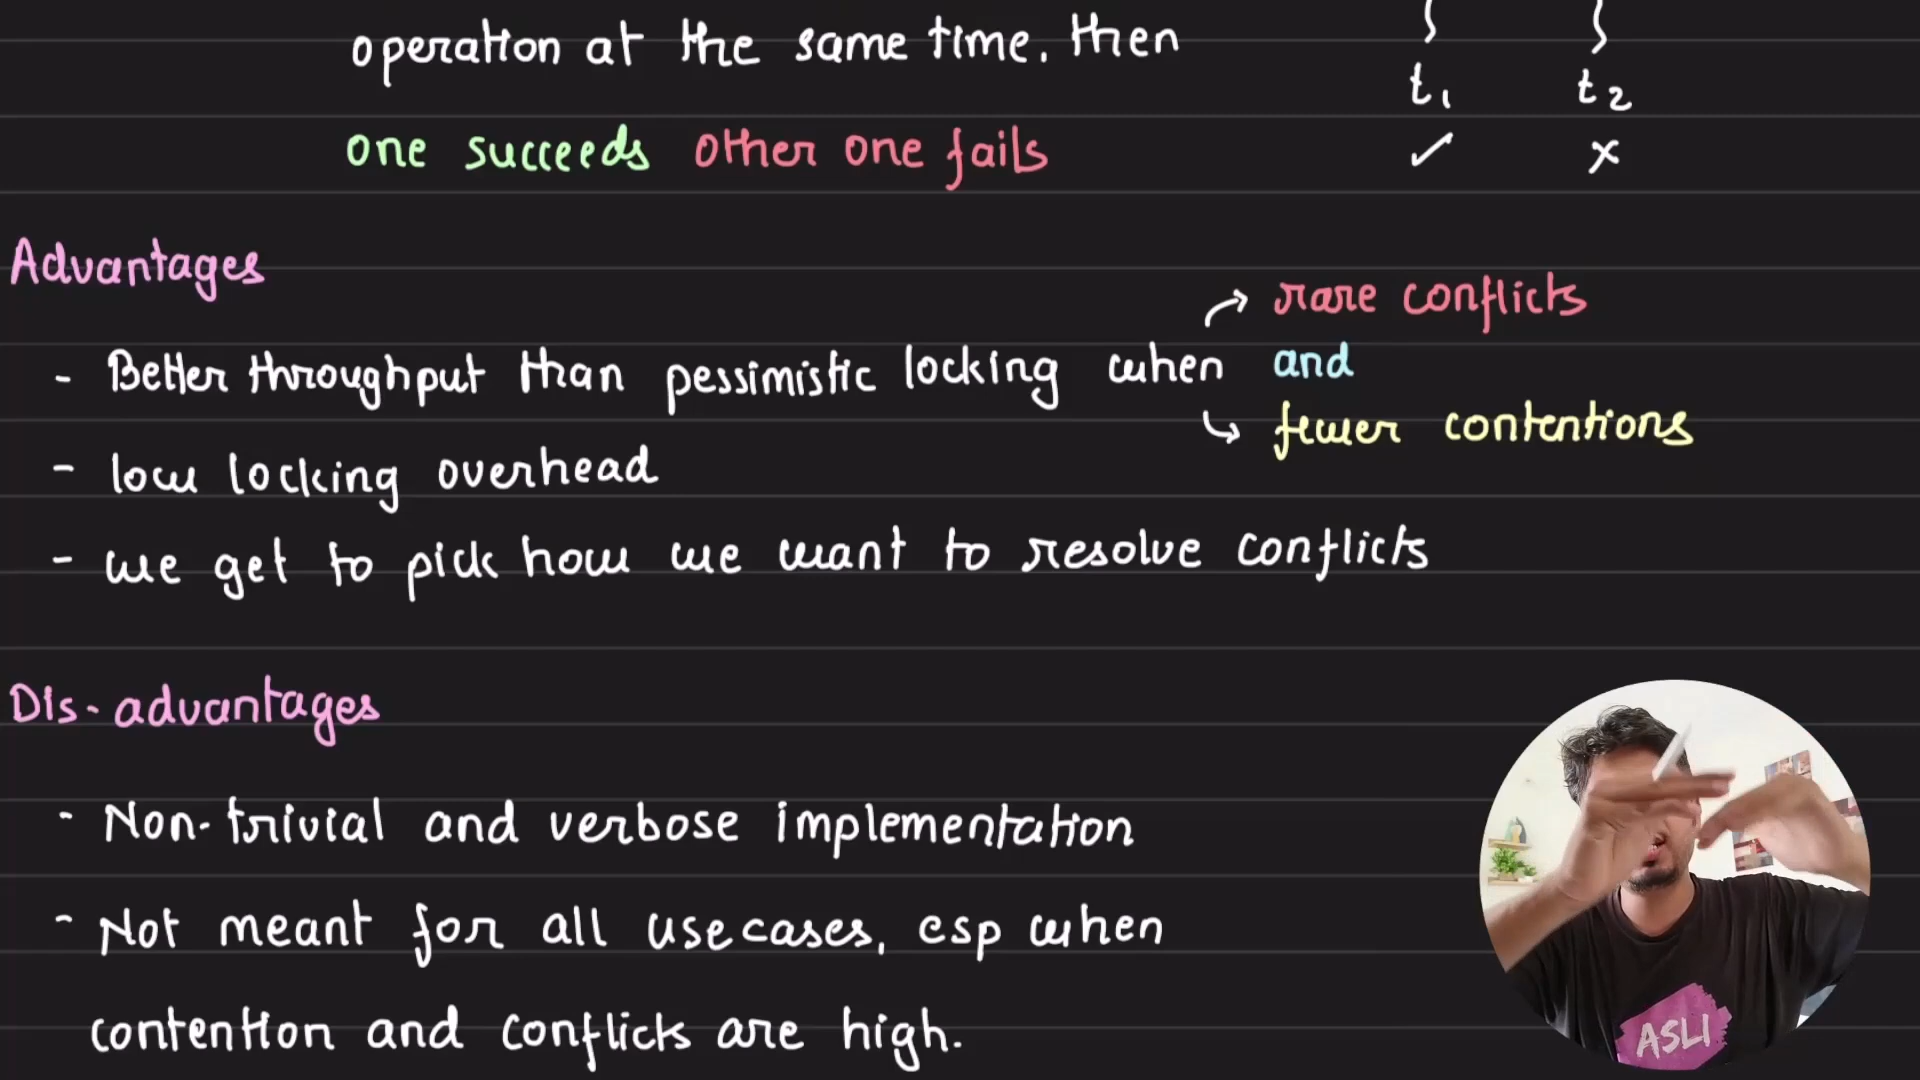 operation at the same time, then
t1 t2
one succeeds other one fails ✓ x
Advantages
rare conflicts
- Better throughput than pessimistic locking when and
fewer contentions
- low locking overhead
- we get to pick how we want to resolve conflicts
Dis-advantages
- Non-trivial and verbose implementation
- Not meant for all usecases, esp when
contention and conflicts are high.
ASLI